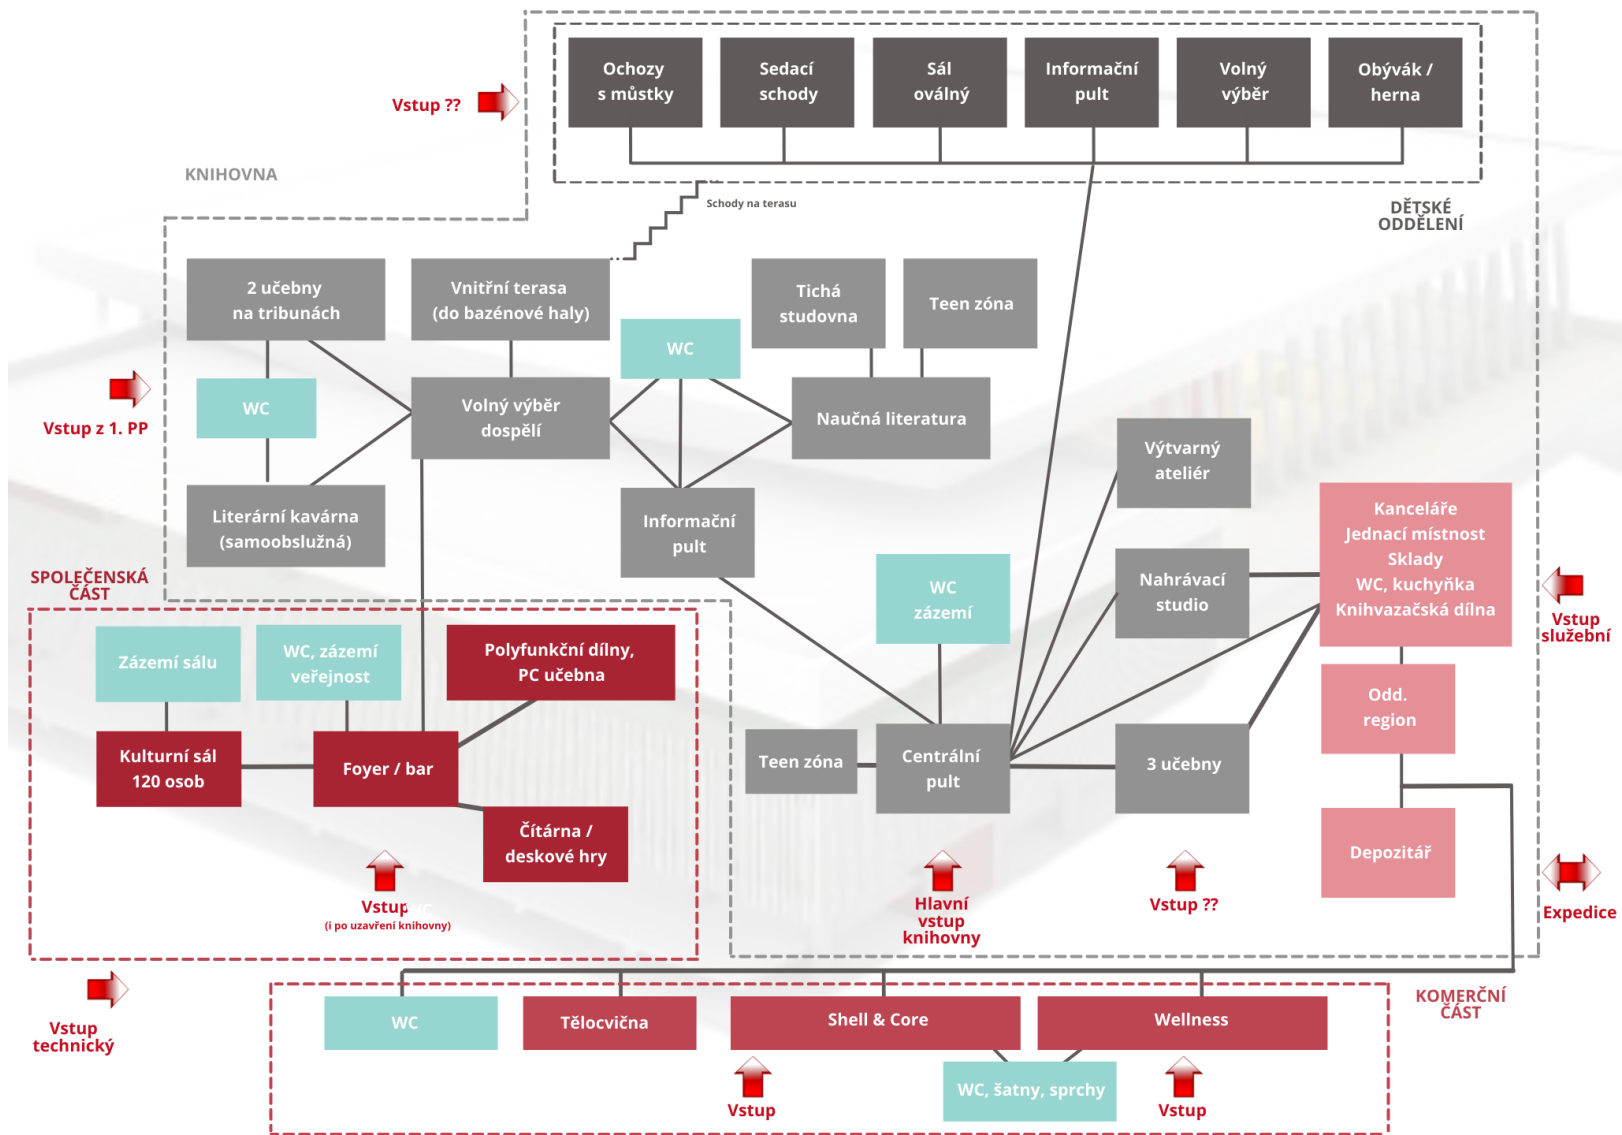 Ochozy
s můstky
Sedací
schody
Sál
oválný
Informační
pult
Volný
výběr
Obývák /
herna
Vstup ??
KNIHOVNA
Schody na terasu
DĚTSKÉ
ODDĚLENÍ
2 učebny
na tribunách
Vnitřní terasa
(do bazénové haly)
Tichá
studovna
Teen zóna
WC
WC
Volný výběr
dospělí
Naučná literatura
Vstup z 1. PP
Výtvarný
ateliér
Literární kavárna
(samoobslužná)
Informační
pult
Kanceláře
Jednací místnost
Sklady
WC, kuchyňka
Knihvazačská dílna
WC
zázemí
Nahrávací
studio
Vstup
služební
SPOLEČENSKÁ
ČÁST
Zázemí sálu
WC, zázemí
veřejnost
Polyfunkční dílny,
PC učebna
Odd.
region
Kulturní sál
120 osob
Foyer / bar
Teen zóna
Centrální
pult
3 učebny
Čítárna /
deskové hry
Depozitář
Vstup
WC
(i po uzavření knihovny)
Hlavní
vstup
knihovny
Vstup ??
Expedice
Vstup
technický
KOMERČNÍ
ČÁST
WC
Tělocvična
Shell & Core
Wellness
WC, šatny, sprchy
Vstup
Vstup